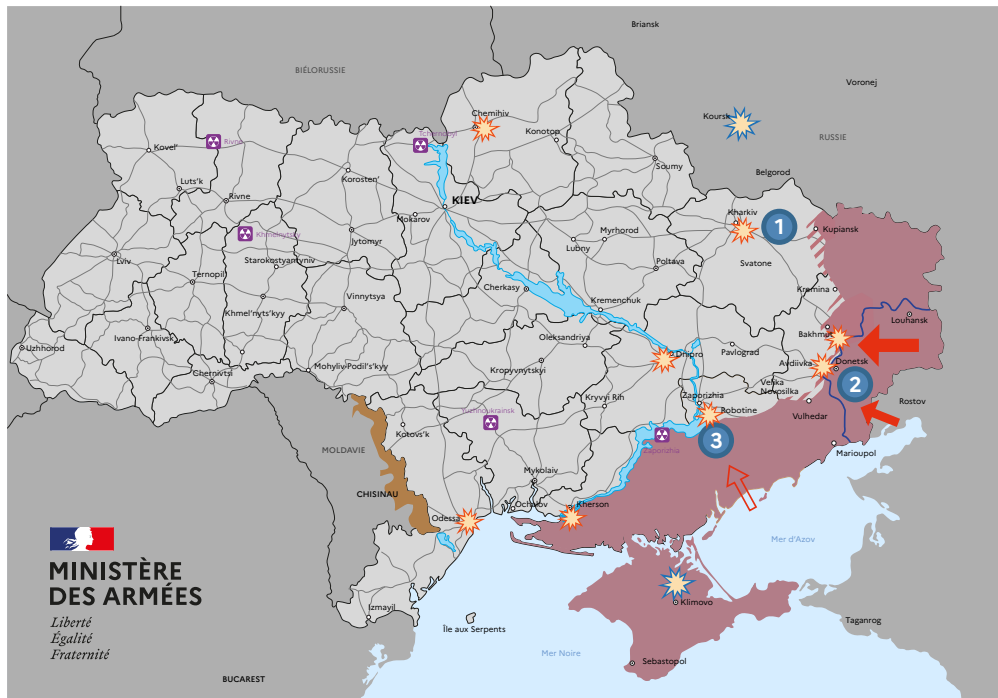 Briansk
BIÉLORUSSIE
Voronej
Chernihiv
Koursk
Tchernobyl
Konotop
RUSSIE
Rivne
Kovel'
Soumy
Korosten'
Belgorod
Luts'k
Rivne
KIEV
Makarov
Kharkiv
1
Kupiansk
Khmelnytsky
Myrhorod
Jytomyr
Lubny
Lviv
Starokostyantyniv
Poltava
Svatone
Ternopil
Cherkasy
Kremina
Vinnytsya
Kremenchuk
Khmel'nyts'kyy
Louhansk
Ivano-Frankivsk
Oleksandriya
Bakhmut
Uzhhorod
Dnipro
Pavlograd
Mohyliv-Podil's'kyy
Kropyvnytskyi
Avdiivka
Donetsk
Chernivtsi
2
Velika
Novosilka
Kryvyi Rih
Zaporizhia
Rostov
Yuzhnoukrainsk
Robotine
Vulhedar
Kotovs'k
3
MOLDAVIE
Zaporizhia
Marioupol
Mykolaiv
CHISINAU
Ochakov
Kherson
Odessa
Mer d'Azov
MINISTÈRE
DES ARMÉES
Liberté
Égalité
Fraternité
Klimovo
Izmayil
Taganrog
Île aux Serpents
Mer Noire
Sebastopol
BUCAREST